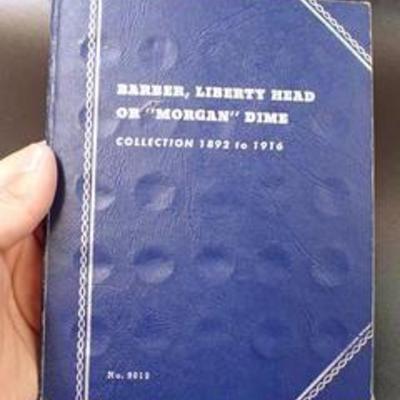 BARBER, LIBERTY HEAD
OR "MORGAN" DIME
COLLECTION 1892 to 1916
No. 9012